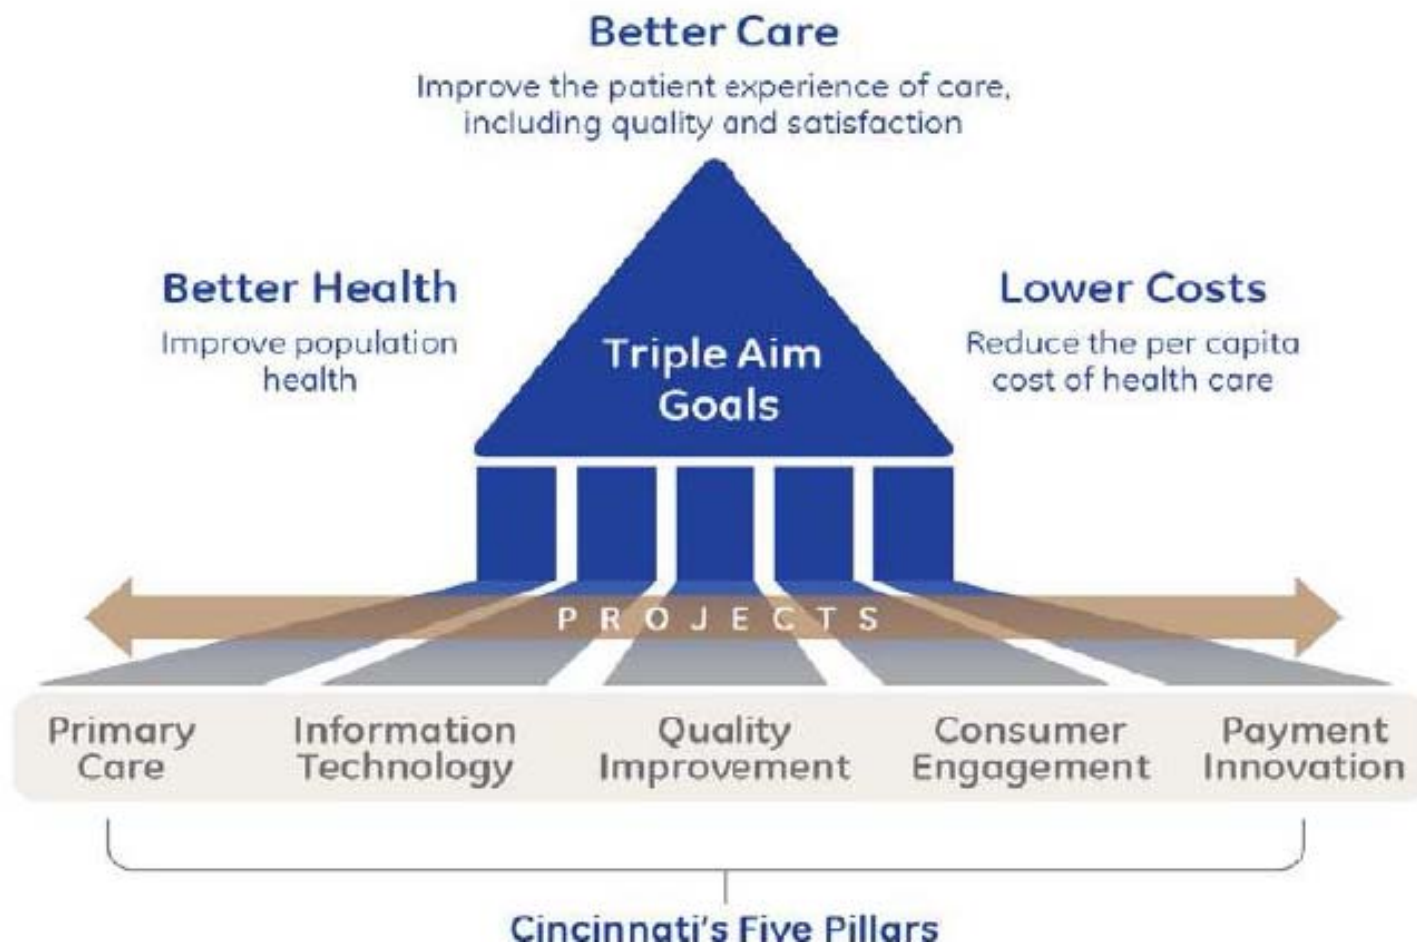 Better Care
Improve the patient experience of care,
including quality and satisfaction
Better Health
Improve population
health
Lower Costs
Reduce the per capita
cost of health care
Triple Aim
Goals
PROJECTS
Primary
Care
Information
Technology
Quality
Improvement
Consumer
Engagement
Payment
Innovation
Cincinnati's Five Pillars